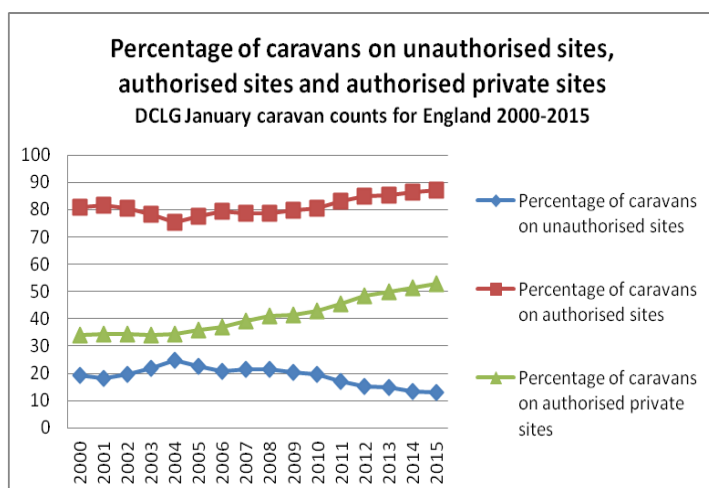 Percentage of caravans on unauthorised sites,
authorised sites and authorised private sites
DCLG January caravan counts for England 2000-2015
100
90
80
70
60
50
40
30
20
10
0
2000
2001
2002
2003
2004
2005
2006
2007
2008
2009
2010
2011
2012
2013
2014
2015
Percentage of caravans
on unauthorised sites
Percentage of caravans
on authorised sites
Percentage of caravans
on authorised private
sites